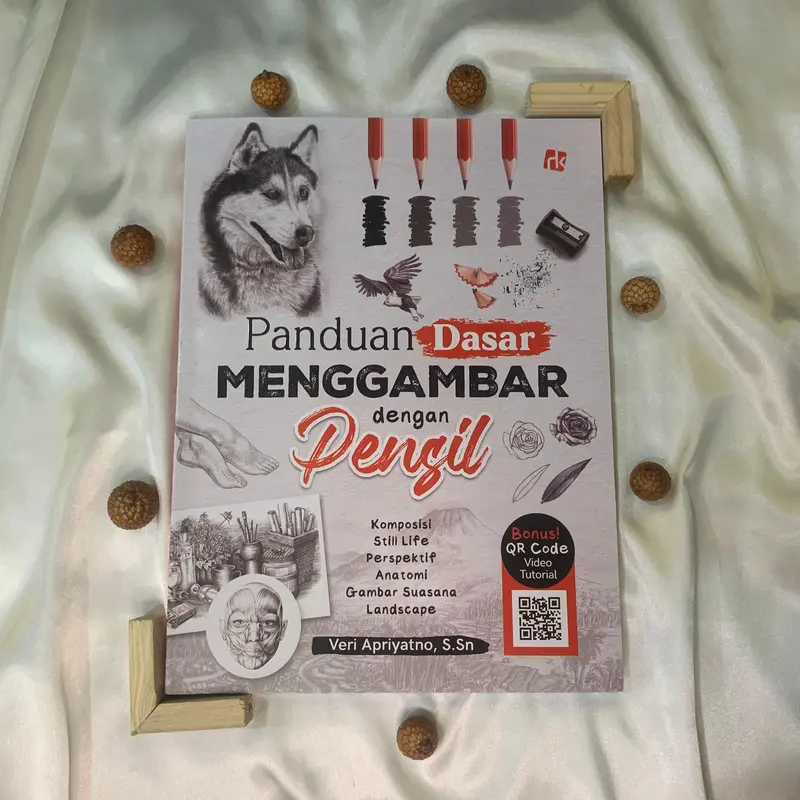 rk
Panduan Dasar
MENGGAMBAR
dengan
Pensil
Komposisi
Still Life
Perspektif
Anatomi
Gambar Suasana
Landscape
Bonus!
QR Code
Video
Tutorial
Veri Apriyatno, S.Sn